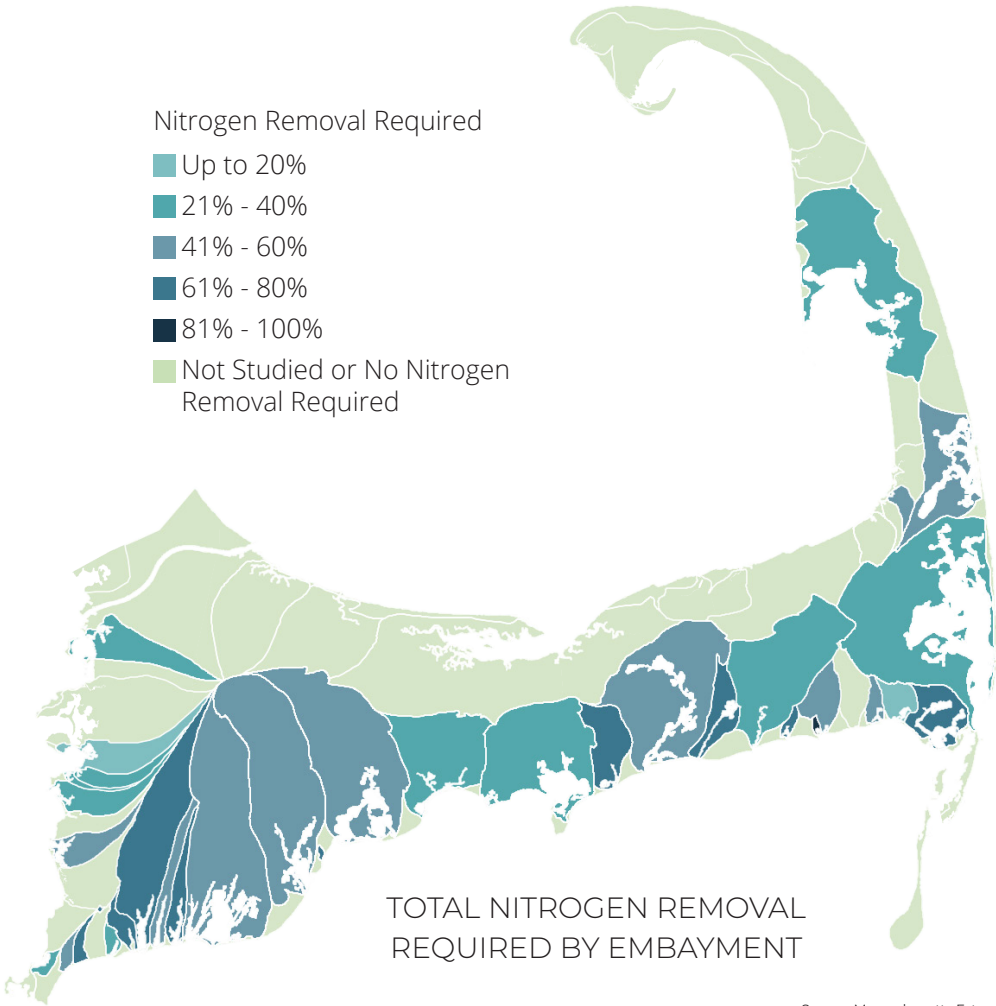 Nitrogen Removal Required
Up to 20%
21% - 40%
41% - 60%
61% - 80%
81% - 100%
Not Studied or No Nitrogen
Removal Required
TOTAL NITROGEN REMOVAL
REQUIRED BY EMBAYMENT